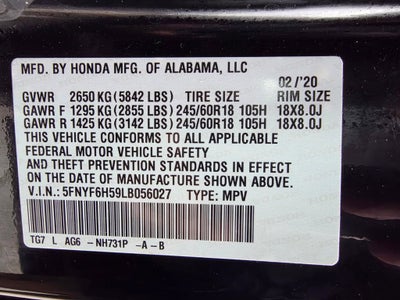 MFD. BY HONDA MFG. OF ALABAMA, LLC
02 /'20
GVWR 2650 KG (5842 LBS) TIRE SIZE RIM SIZE
GAWR F 1295 KG (2855 LBS) 245/60R18 105H 18X8.0J
GAWR R 1425 KG (3142 LBS) 245/60R18 105H 18X8.0J
THIS VEHICLE CONFORMS TO ALL APPLICABLE
FEDERAL MOTOR VEHICLE SAFETY
AND THEFT PREVENTION STANDARDS IN EFFECT ON THE
DATE OF MANUFACTURE SHOWN ABOVE.
V.I.N.: 5FNYF6H59LB056027 TYPE: MPV
TG7 L AG6 -NH731P -A-B